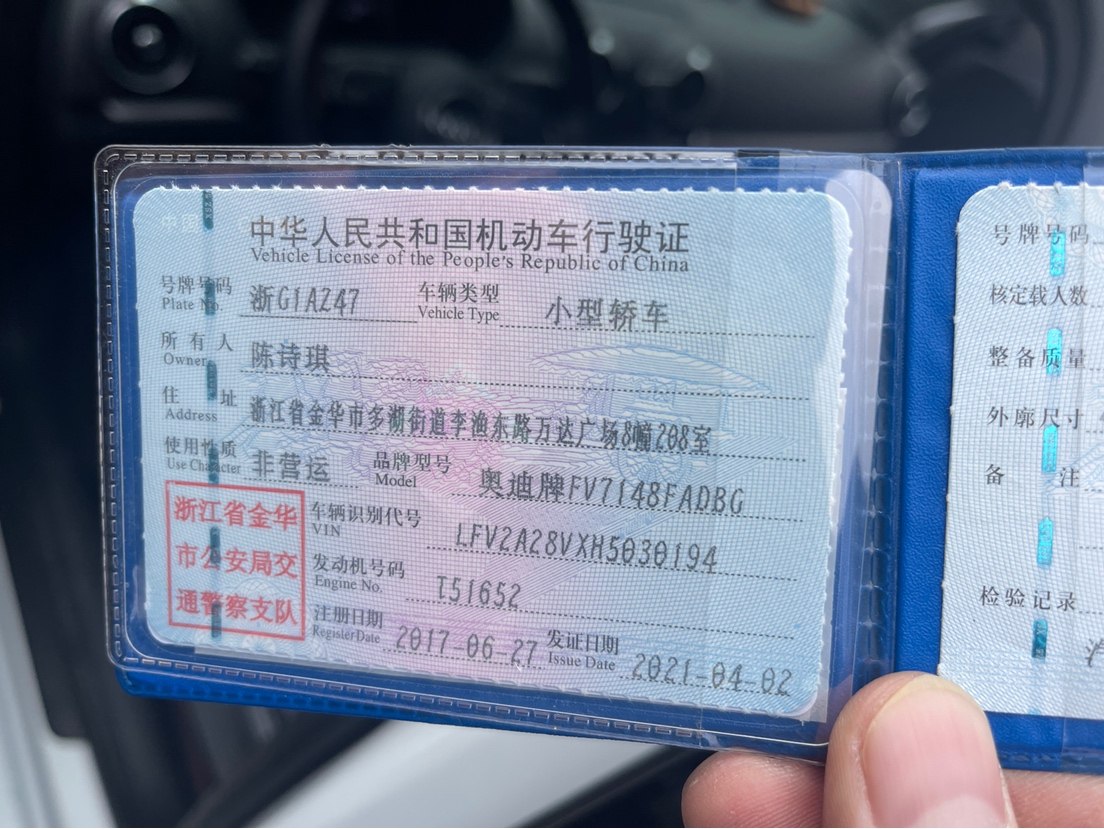 中华人民共和国机动车行驶证
Vehicle License of the People's Republic of China
号牌号码 浙G1AZ47 车辆类型 小型轿车
Plate No. Vehicle Type
所有人 陈诗琪
Owner
住址 浙江省金华市多湖街道李渔东路万达广场8幢208室
Address
使用性质 非营运 品牌型号 奥迪牌FV7148FADBG
Use Character Model
浙江省金华
市公安局交
通警察支队
车辆识别代号 LFV2A28VXH5030194
VIN
发动机号码 T51652
Engine No.
注册日期 2017-06-27 发证日期 2021-04-02
Register Date Issue Date
号牌号码
核定载人数
整备质量
外廓尺寸
备注
检验记录